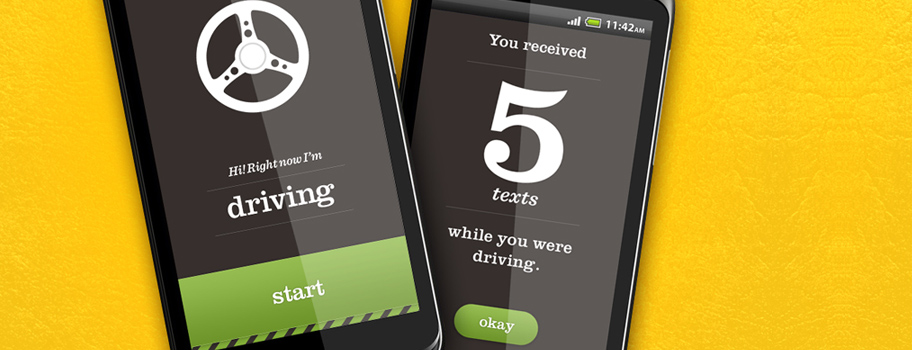 Hi! Right now I'm
driving
start
11:42AM
You received
5
texts
while you were
driving.
okay